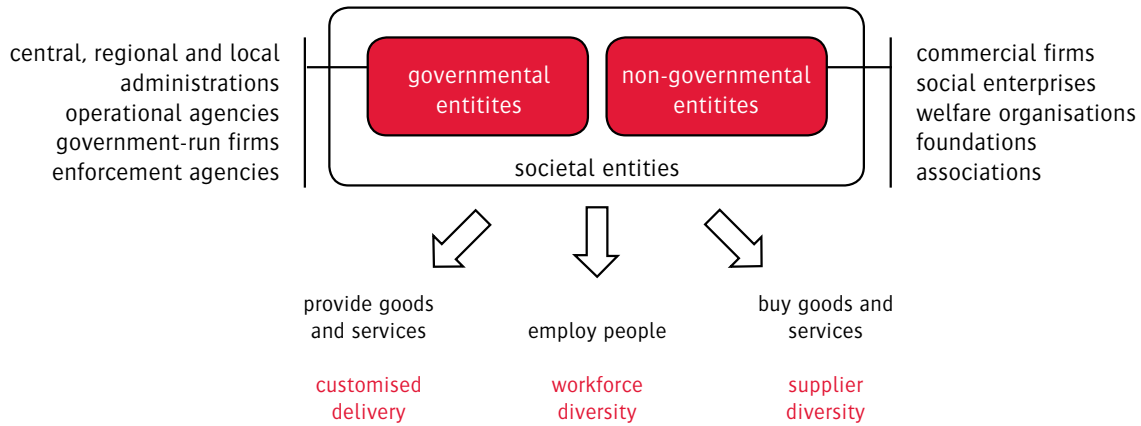 central, regional and local
administrations
operational agencies
government-run firms
enforcement agencies
governmental
entitites
non-governmental
entitites
societal entities
commercial firms
social enterprises
welfare organisations
foundations
associations
provide goods
and services
employ people
buy goods and
services
customised
delivery
workforce
diversity
supplier
diversity